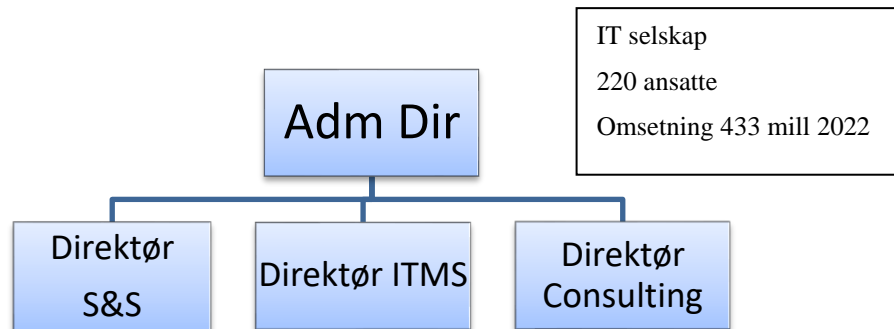 IT selskap
220 ansatte
Omsetning 433 mill 2022
Adm Dir
Direktør
S&S
Direktør ITMS
Direktør
Consulting